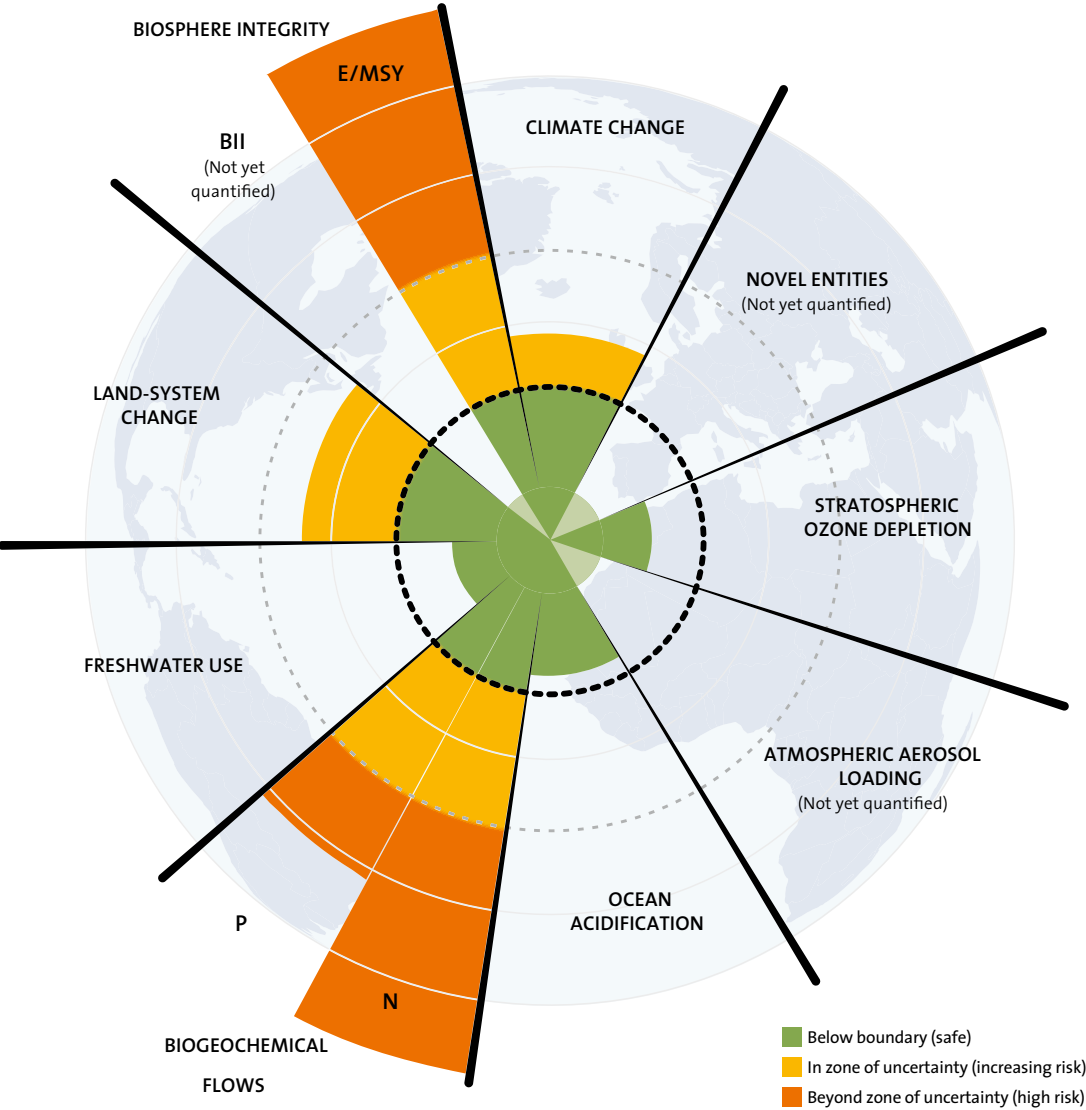 BIOSPHERE INTEGRITY
E/MSY
BII
(Not yet
quantified)
CLIMATE CHANGE
NOVEL ENTITIES
(Not yet quantified)
LAND-SYSTEM
CHANGE
STRATOSPHERIC
OZONE DEPLETION
FRESHWATER USE
ATMOSPHERIC AEROSOL
LOADING
(Not yet quantified)
OCEAN
ACIDIFICATION
P
N
BIOGEOCHEMICAL
FLOWS
Below boundary (safe)
In zone of uncertainty (increasing risk)
Beyond zone of uncertainty (high risk)